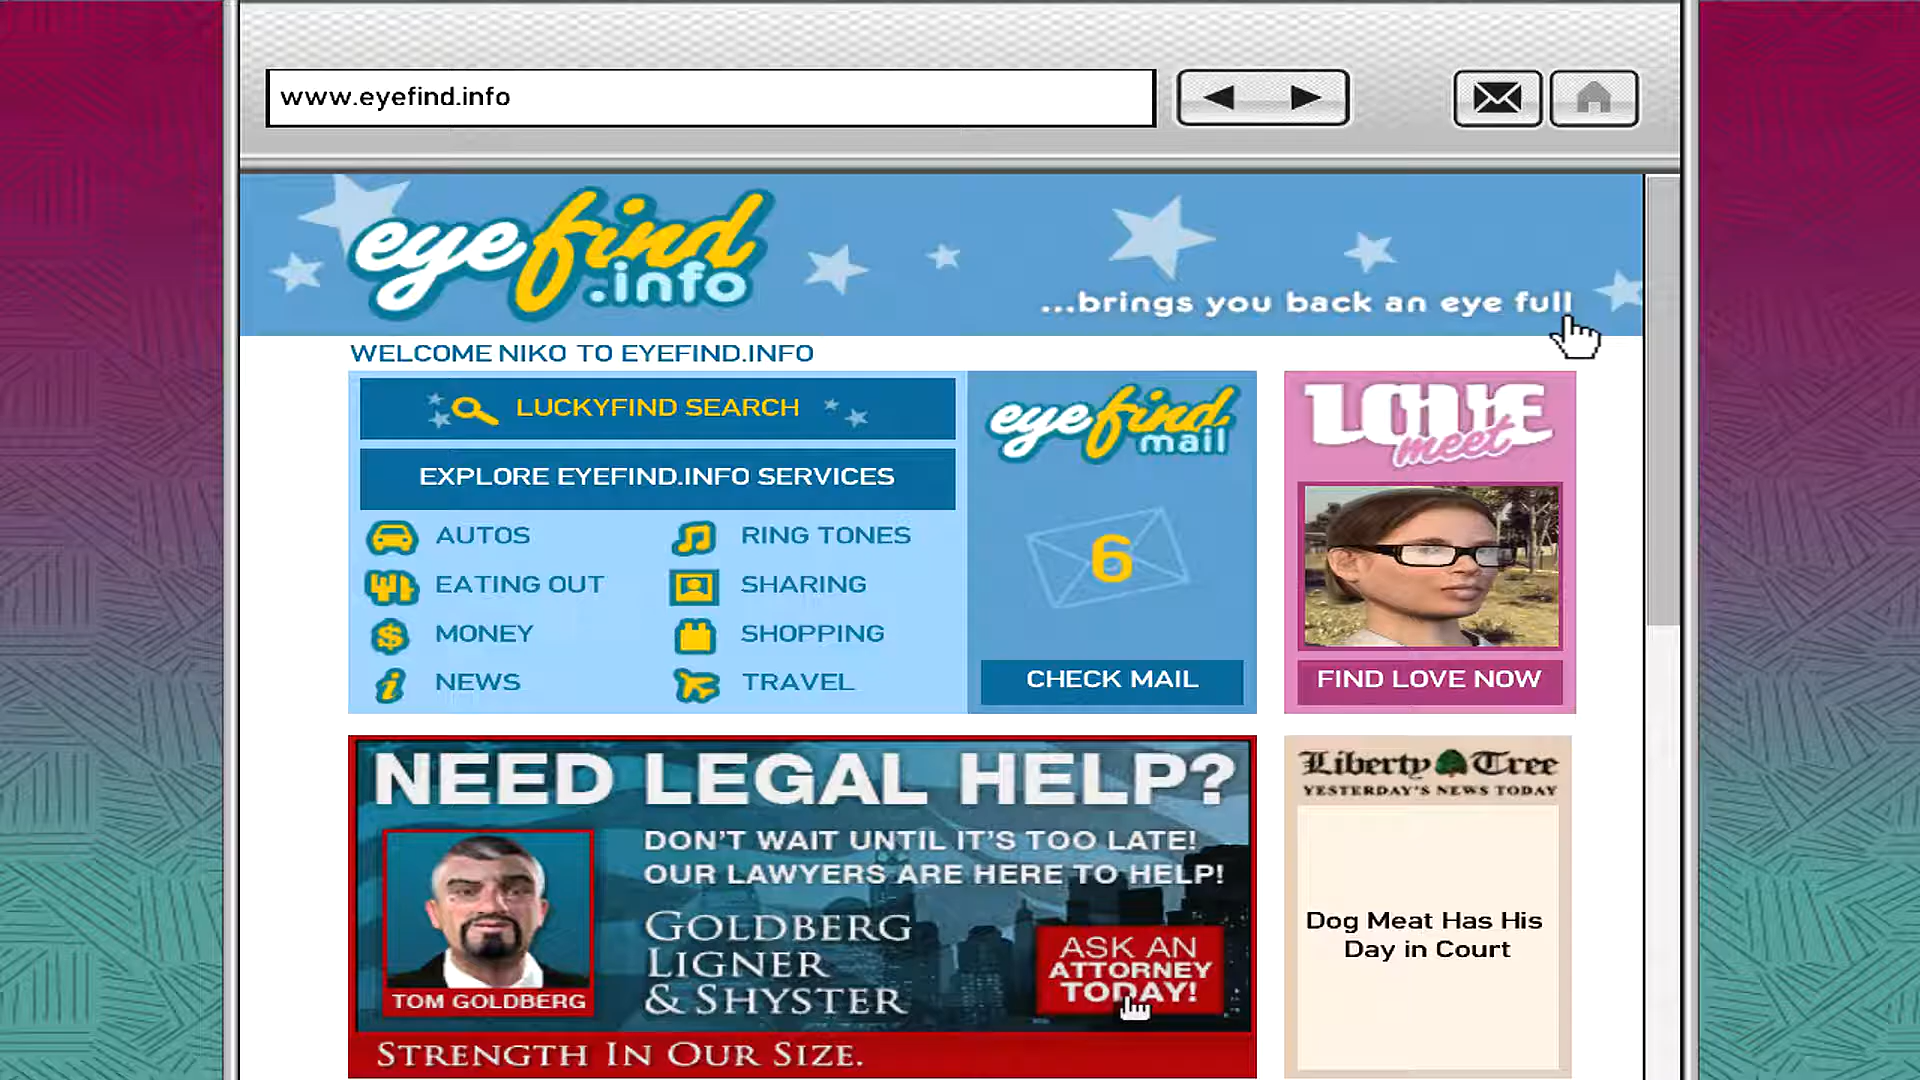 www.eyefind.info
eyefind
.info
...brings you back an eye full
WELCOME NIKO TO EYEFIND.INFO
LUCKYFIND SEARCH
EXPLORE EYEFIND.INFO SERVICES
AUTOS
RING TONES
EATING OUT
SHARING
MONEY
SHOPPING
NEWS
TRAVEL
eyefind
mail
6
CHECK MAIL
LOVE
meet
FIND LOVE NOW
NEED LEGAL HELP?
DON'T WAIT UNTIL IT'S TOO LATE!
OUR LAWYERS ARE HERE TO HELP!
GOLDBERG
LIGNER
& SHYSTER
TOM GOLDBERG
ASK AN
ATTORNEY
TODAY!
STRENGTH IN OUR SIZE.
Liberty Tree
YESTERDAY'S NEWS TODAY
Dog Meat Has His
Day in Court